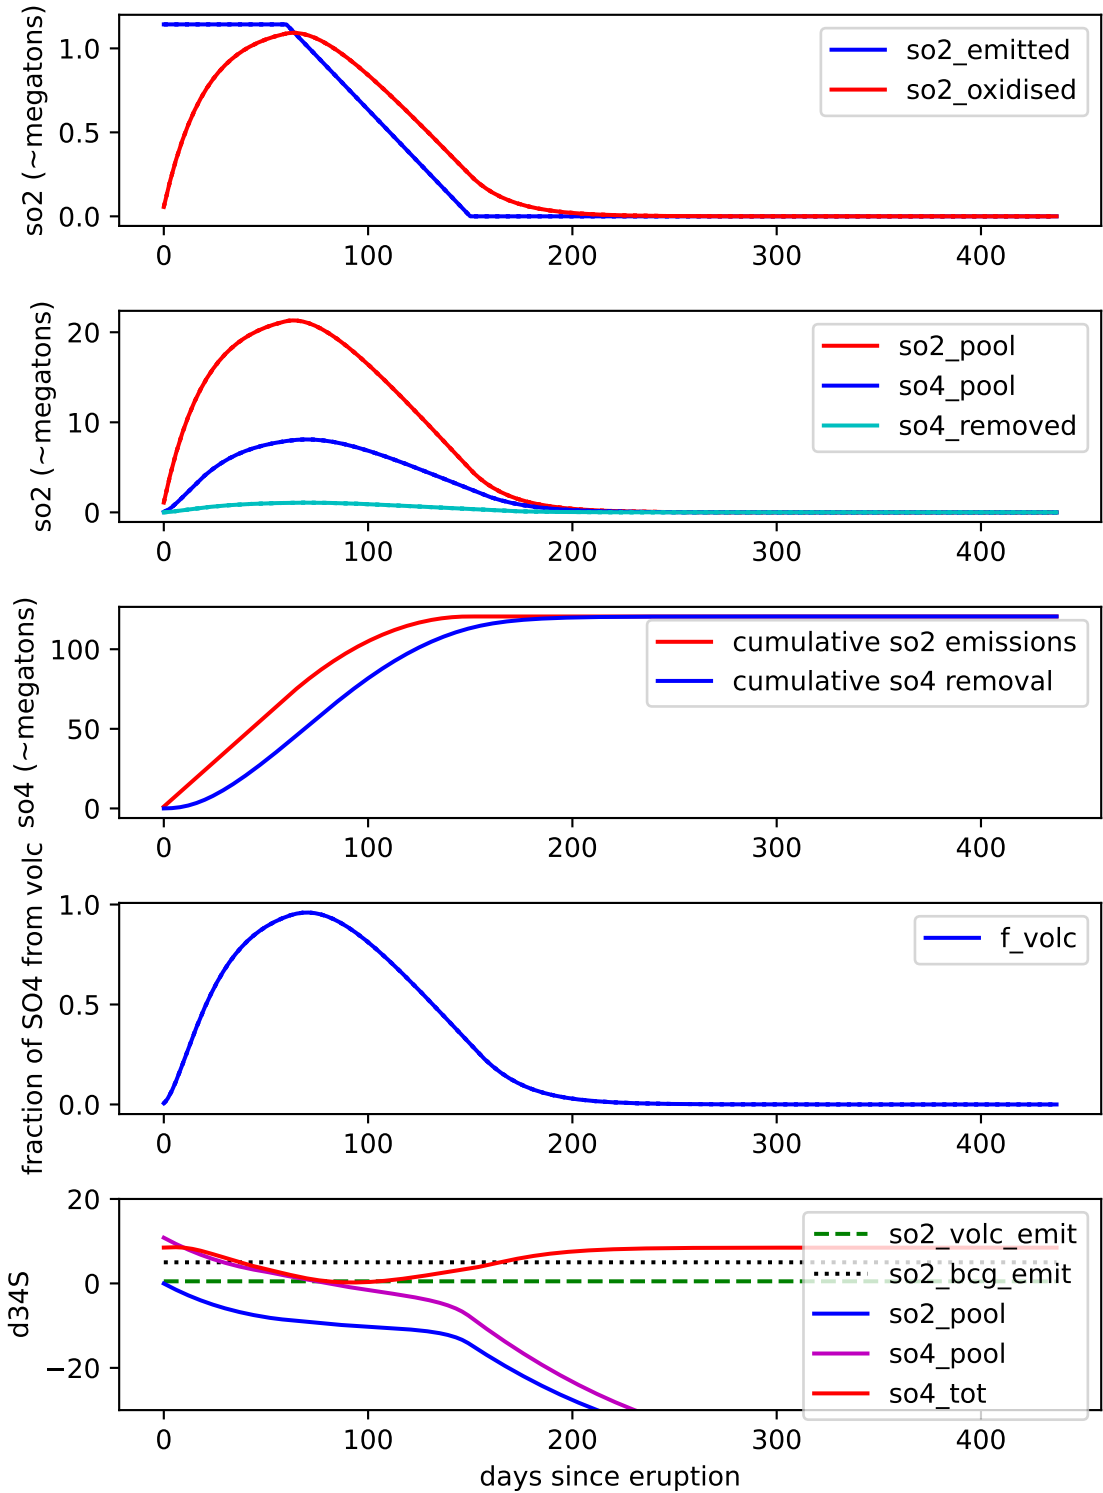 so2 (~megatons)
1.0
0.5
0.0
so2_emitted
so2_oxidised
0 100 200 300 400
so2 (~megatons)
20
10
0
so2_pool
so4_pool
so4_removed
0 100 200 300 400
so4 (~megatons)
100
50
0
cumulative so2 emissions
cumulative so4 removal
0 100 200 300 400
fraction of SO4 from volc
1.0
0.5
0.0
f_volc
0 100 200 300 400
d34S
20
0
−20
so2_volc_emit
so2_bcg_emit
so2_pool
so4_pool
so4_tot
0 100 200 300 400
days since eruption